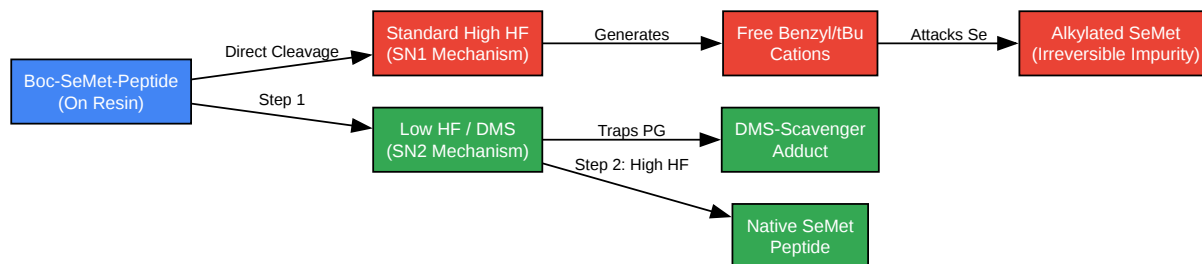 Boc-SeMet-Peptide
(On Resin)
Direct Cleavage
Step 1
Standard High HF
(SN1 Mechanism)
Generates
Free Benzyl/tBu
Cations
Attacks Se
Alkylated SeMet
(Irreversible Impurity)
Low HF / DMS
(SN2 Mechanism)
Traps PG
Step 2: High HF
DMS-Scavenger
Adduct
Native SeMet
Peptide